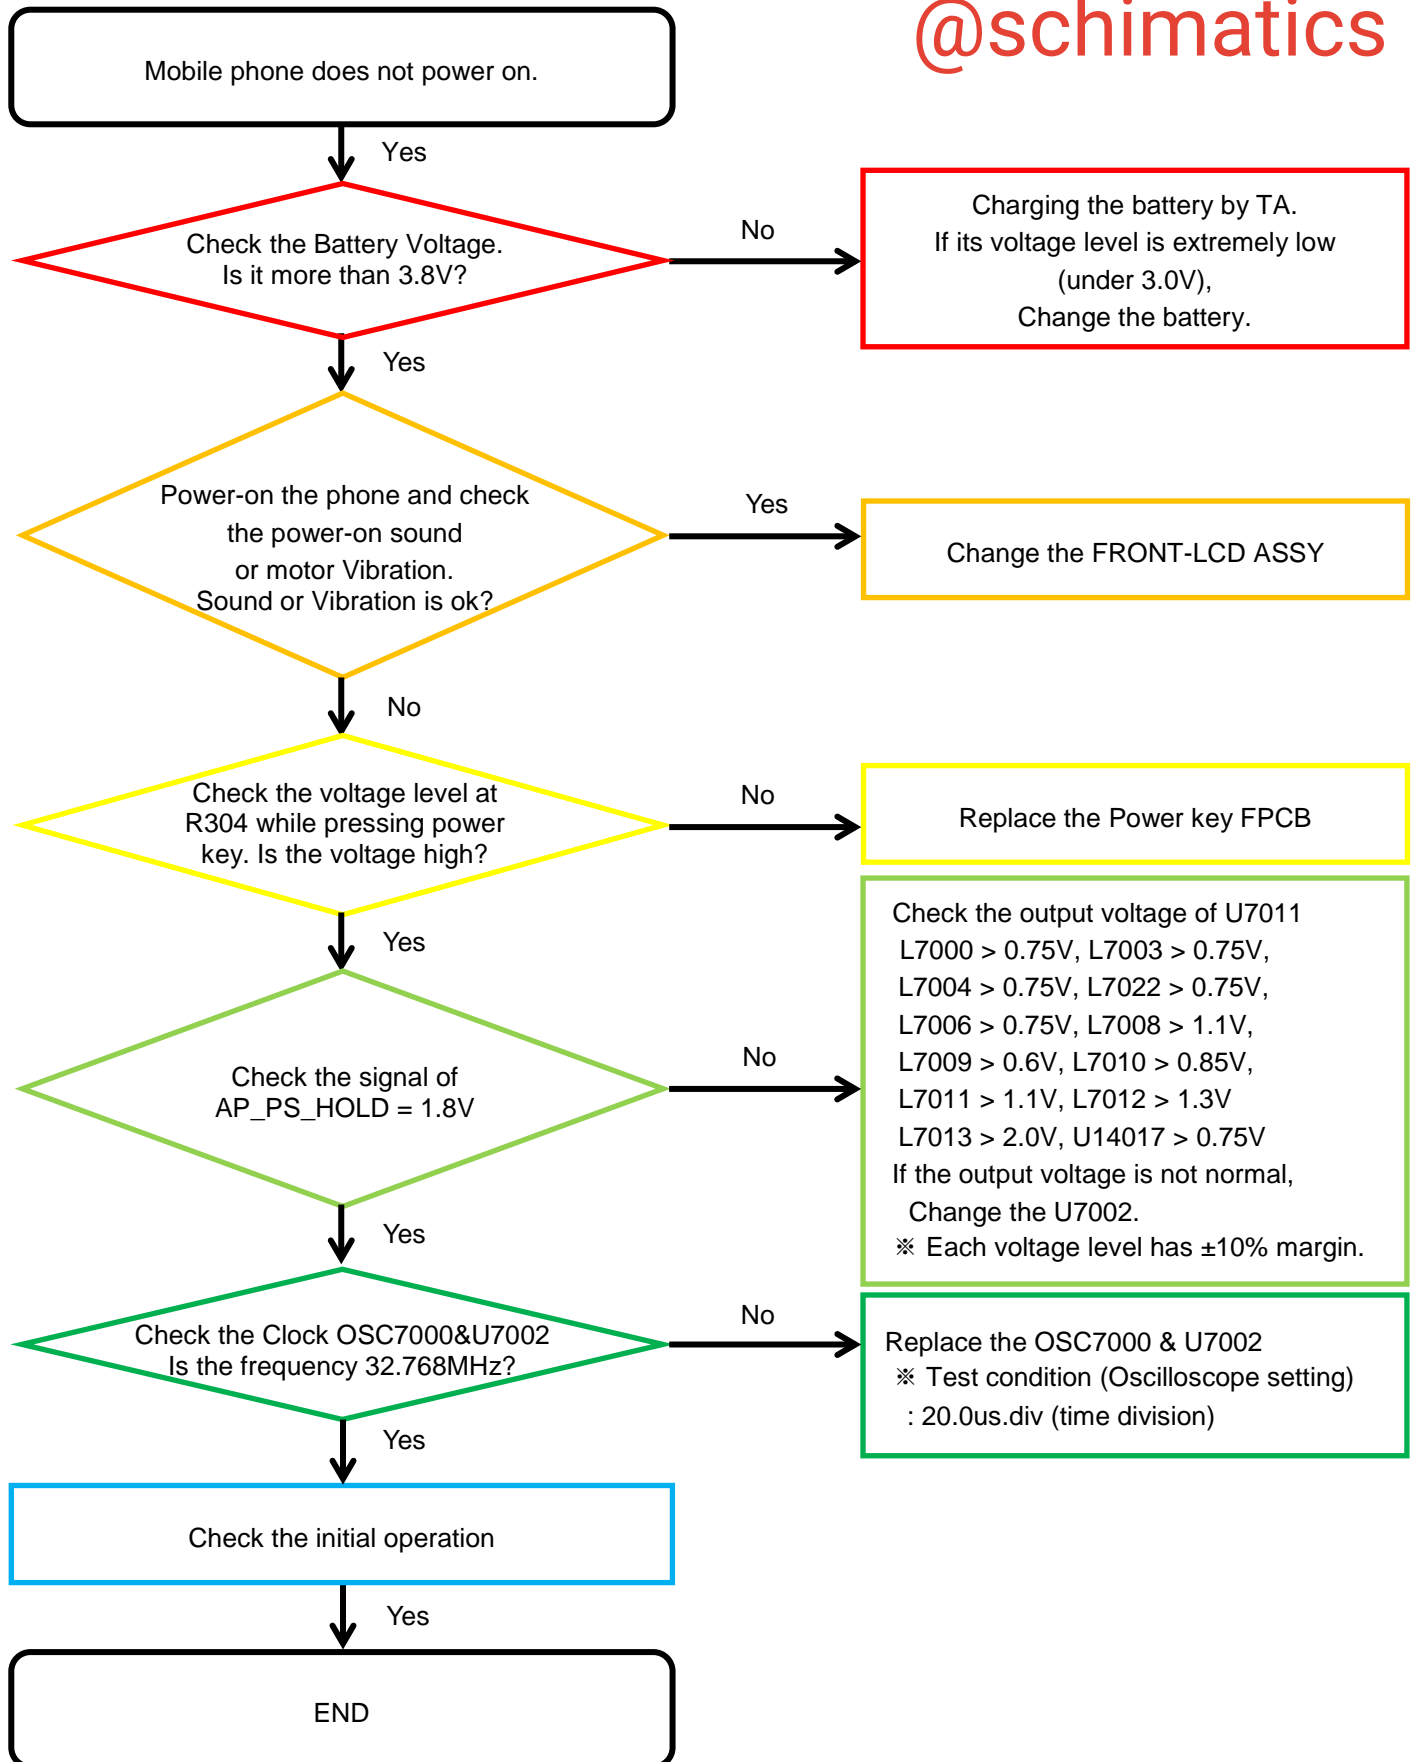 @schimatics
Mobile phone does not power on.
Yes
Check the Battery Voltage.
Is it more than 3.8V?
No
Charging the battery by TA.
If its voltage level is extremely low
(under 3.0V),
Change the battery.
Yes
Power-on the phone and check
the power-on sound
or motor Vibration.
Sound or Vibration is ok?
Yes
Change the FRONT-LCD ASSY
No
Check the voltage level at
R304 while pressing power
key. Is the voltage high?
No
Replace the Power key FPCB
Yes
Check the signal of
AP_PS_HOLD = 1.8V
No
Check the output voltage of U7011
L7000 > 0.75V, L7003 > 0.75V,
L7004 > 0.75V, L7022 > 0.75V,
L7006 > 0.75V, L7008 > 1.1V,
L7009 > 0.6V, L7010 > 0.85V,
L7011 > 1.1V, L7012 > 1.3V
L7013 > 2.0V, U14017 > 0.75V
If the output voltage is not normal,
Change the U7002.
※ Each voltage level has ±10% margin.
Yes
Check the Clock OSC7000&U7002
Is the frequency 32.768MHz?
No
Replace the OSC7000 & U7002
※ Test condition (Oscilloscope setting)
: 20.0us.div (time division)
Yes
Check the initial operation
Yes
END